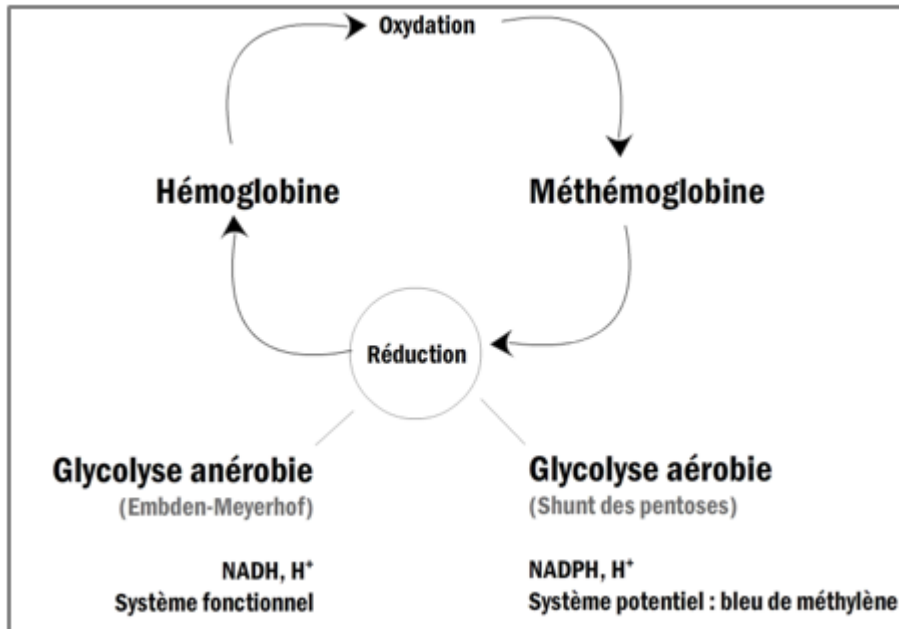 Oxydation
Hémoglobine
Méthémoglobine
Réduction
Glycolyse anérobie
(Embden-Meyerhof)
NADH, H⁺
Système fonctionnel
Glycolyse aérobie
(Shunt des pentoses)
NADPH, H⁺
Système potentiel : bleu de méthylène